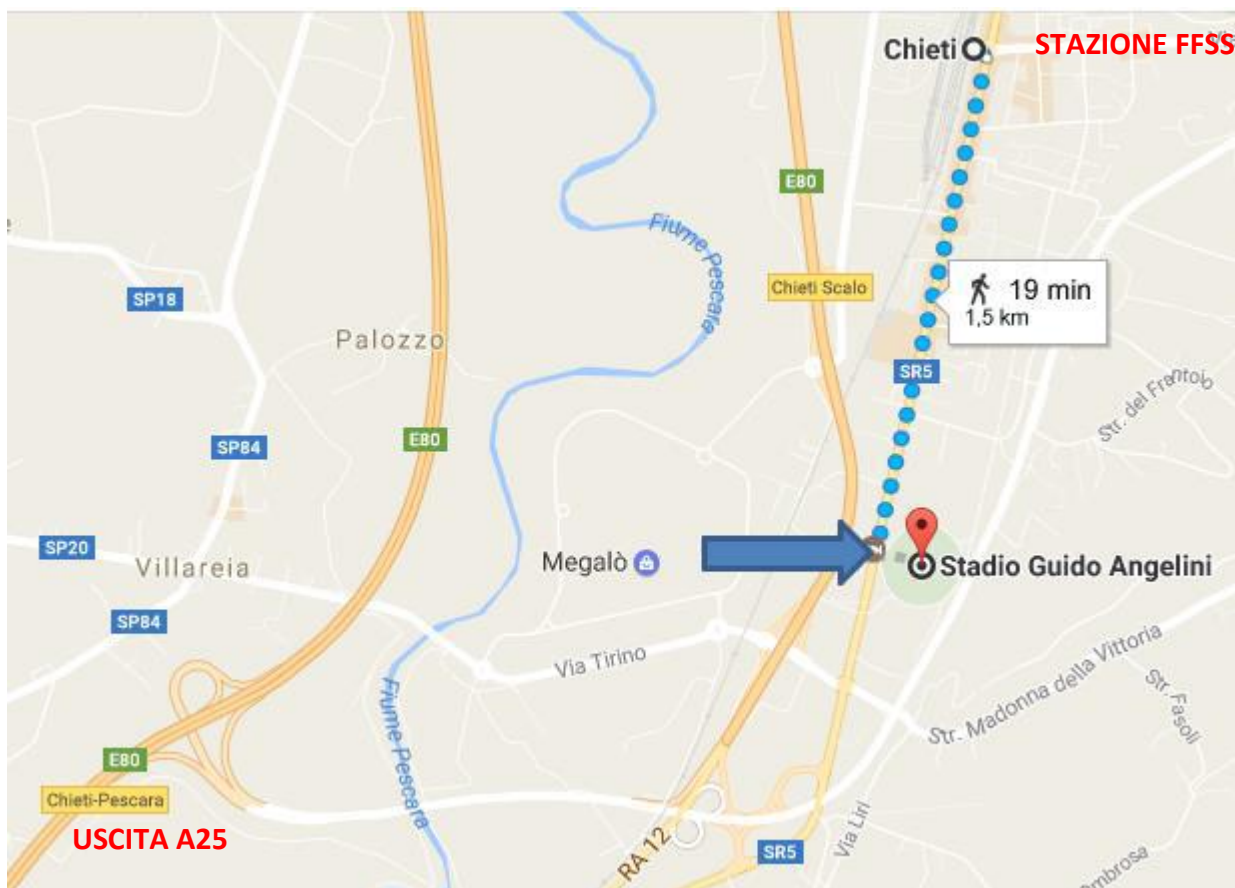 Chieti
STAZIONE FFSS
E80
Fiume Pescara
Chieti Scalo
19 min
1,5 km
SP18
Palozzo
SR5
Str. del Frantoio
E80
SP84
SP20
Villareia
Megalò
Stadio Guido Angelini
SP84
Via Tirino
Str. Madonna della Vittoria
Str. Fasoli
Fiume Pescara
E80
Chieti-Pescara
USCITA A25
RA 12
SR5
Via Liri